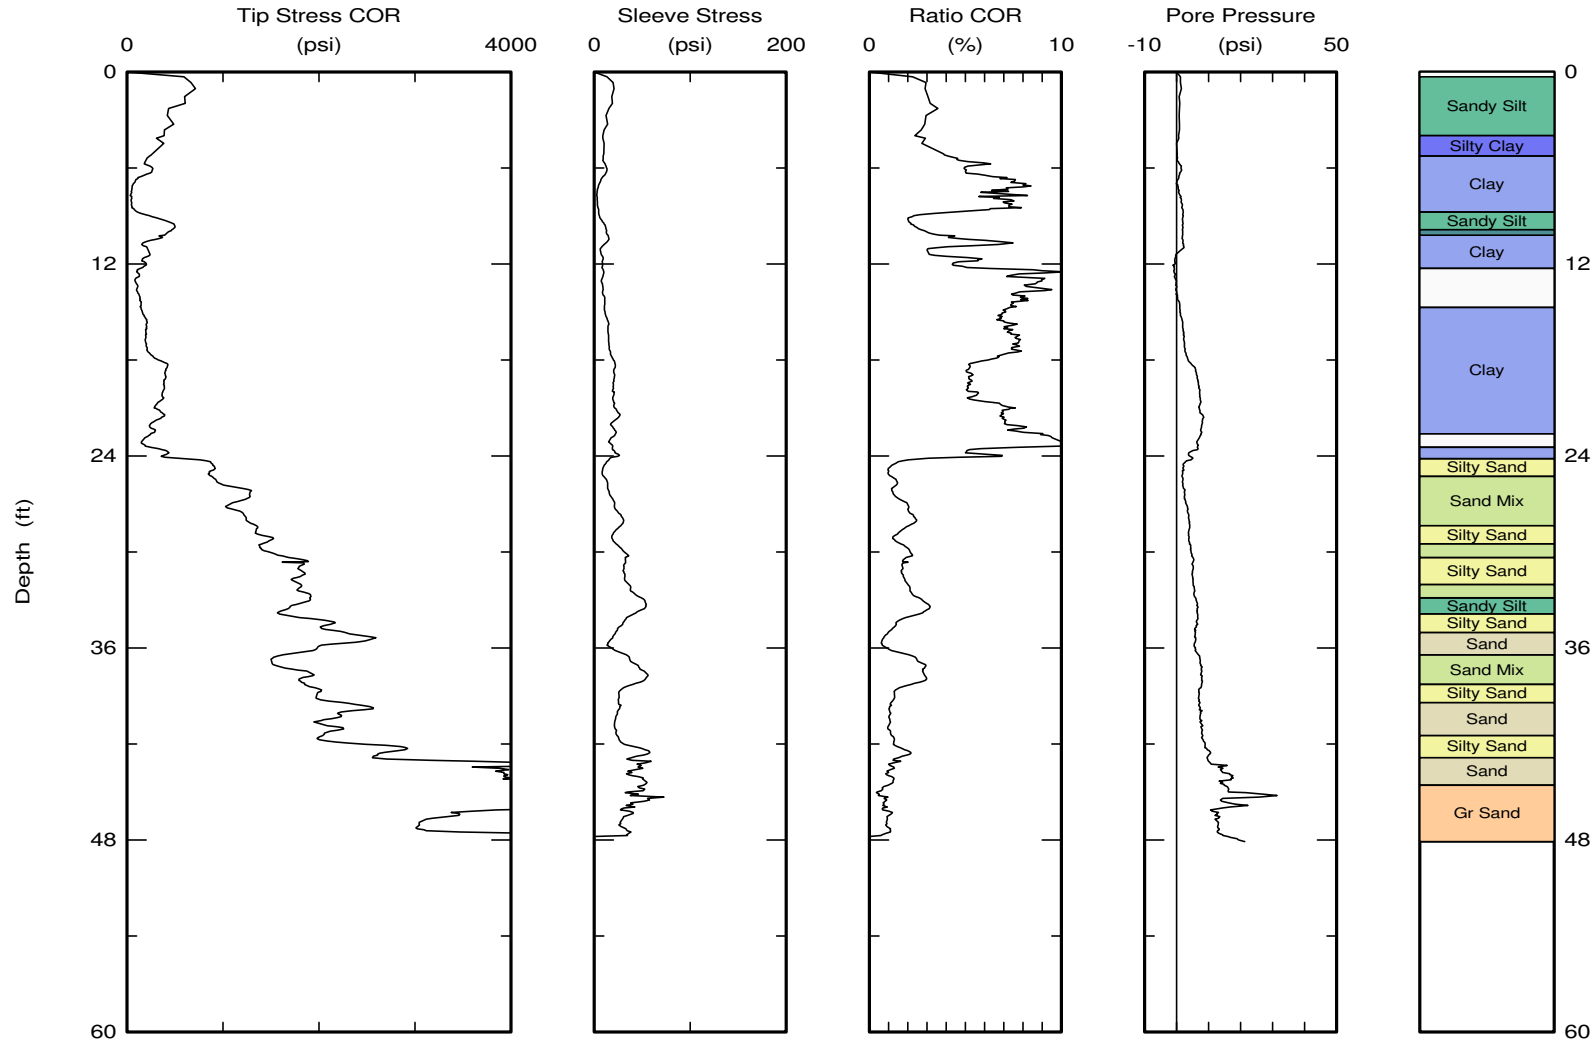 Tip Stress COR
(psi)
0 4000
Sleeve Stress
(psi)
0 200
Ratio COR
(%)
0 10
Pore Pressure
(psi)
-10 50
Depth (ft)
0
12
24
36
48
60
Sandy Silt
Silty Clay
Clay
Sandy Silt
Clay
Clay
Silty Sand
Sand Mix
Silty Sand
Silty Sand
Sandy Silt
Silty Sand
Sand
Sand Mix
Silty Sand
Sand
Silty Sand
Sand
Gr Sand
0
12
24
36
48
60